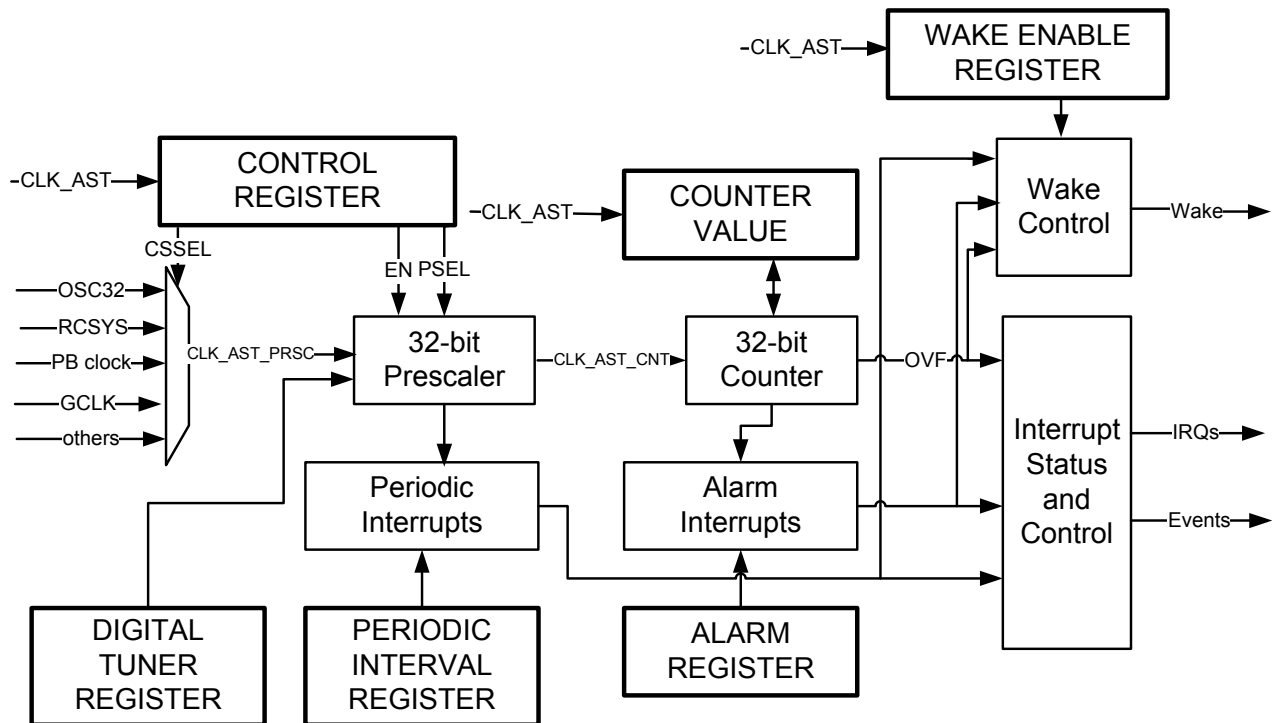 CLK_AST
WAKE ENABLE
REGISTER
CLK_AST
CONTROL
REGISTER
CLK_AST
COUNTER
VALUE
Wake
Control
Wake
CSSEL
EN
PSEL
OSC32
RCSYS
PB clock
GCLK
others
CLK_AST_PRSC
32-bit
Prescaler
CLK_AST_CNT
32-bit
Counter
OVF
Periodic
Interrupts
Alarm
Interrupts
Interrupt
Status
and
Control
IRQs
Events
DIGITAL
TUNER
REGISTER
PERIODIC
INTERVAL
REGISTER
ALARM
REGISTER